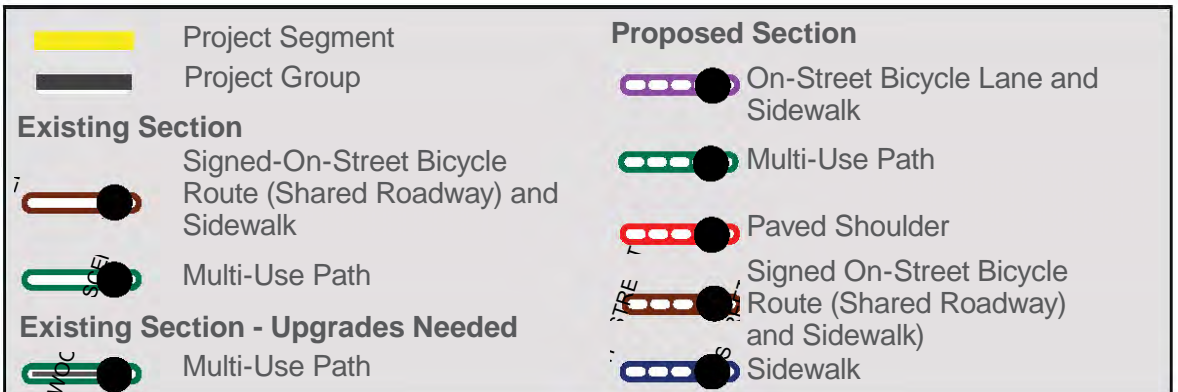 Project Segment
Project Group
Existing Section
Signed-On-Street Bicycle
Route (Shared Roadway) and
Sidewalk
Multi-Use Path
Existing Section - Upgrades Needed
Multi-Use Path
Proposed Section
On-Street Bicycle Lane and
Sidewalk
Multi-Use Path
Paved Shoulder
Signed On-Street Bicycle
Route (Shared Roadway)
and Sidewalk)
Sidewalk